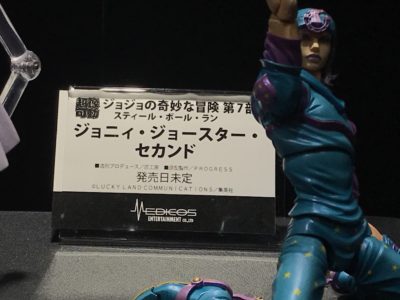 超像可動
ジョジョの奇妙な冒険 第7部
スティール・ボール・ラン
ジョニィ・ジョースター・
セカンド
発売日未定
©LUCKY LAND COMMUNICATIONS／集英社
MEDICOS
ENTERTAINMENT CO.,LTD